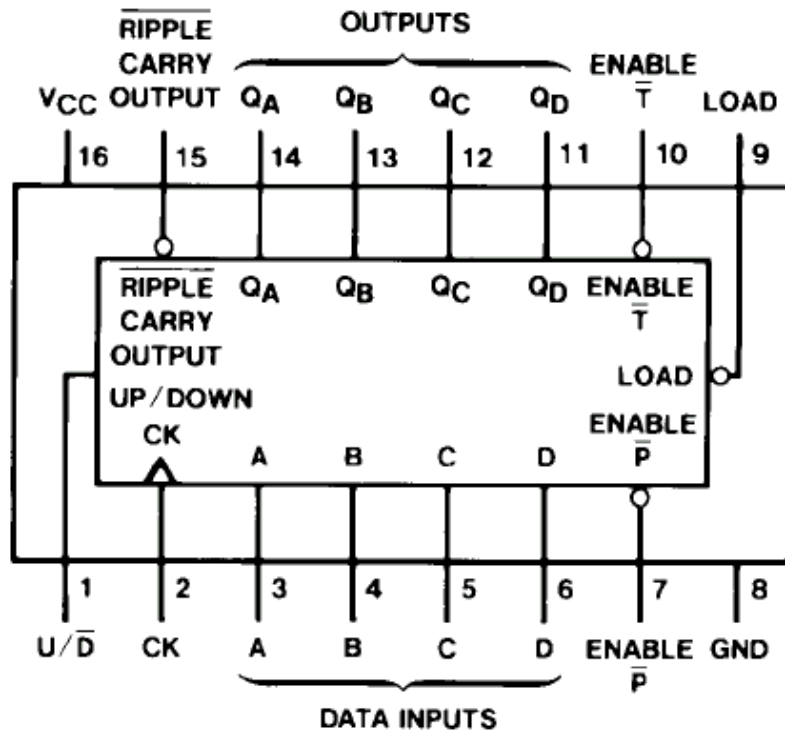 R̅I̅P̅P̅L̅E̅ OUTPUTS
CARRY ENABLE
VCC OUTPUT QA QB QC QD T̅ LOAD
16 15 14 13 12 11 10 9
R̅I̅P̅P̅L̅E̅ QA QB QC QD ENABLE
CARRY T̅
OUTPUT LOAD
UP/DOWN ENABLE
CK A B C D P̅
1 2 3 4 5 6 7 8
U/D̅ CK A B C D ENABLE GND
P̅
DATA INPUTS